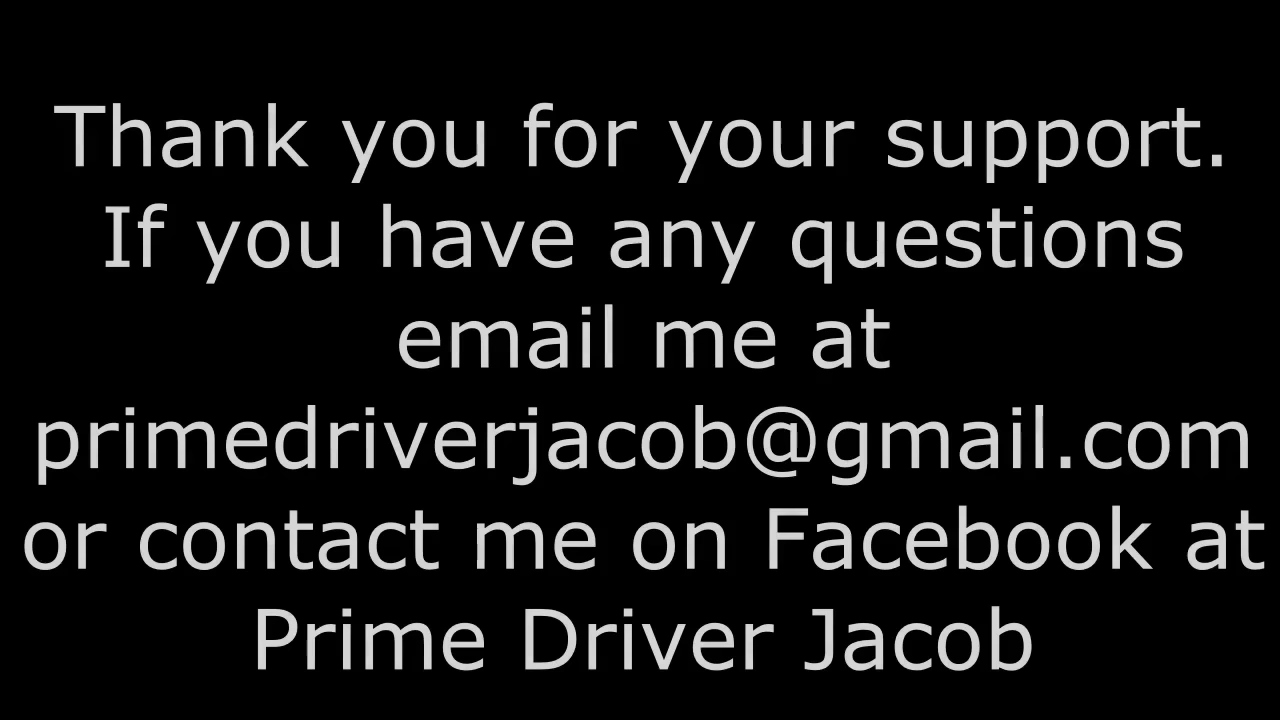 Thank you for your support.
If you have any questions
email me at
primedriverjacob@gmail.com
or contact me on Facebook at
Prime Driver Jacob